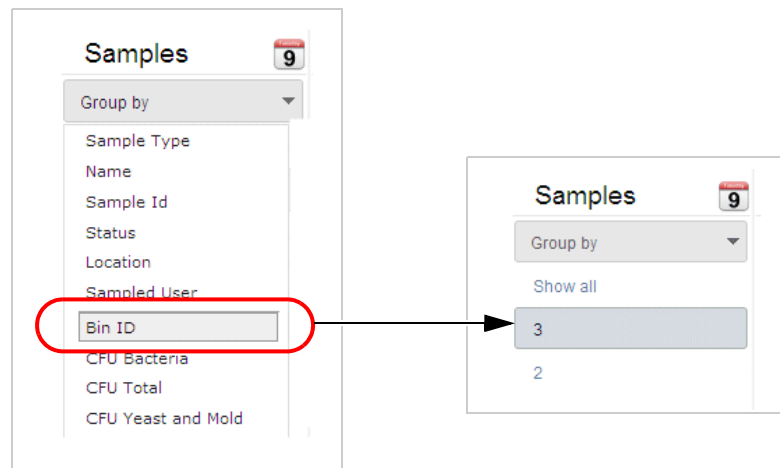 Samples
9
Group by
Sample Type
Name
Sample Id
Status
Location
Sampled User
Bin ID
CFU Bacteria
CFU Total
CFU Yeast and Mold
Samples
9
Group by
Show all
3
2